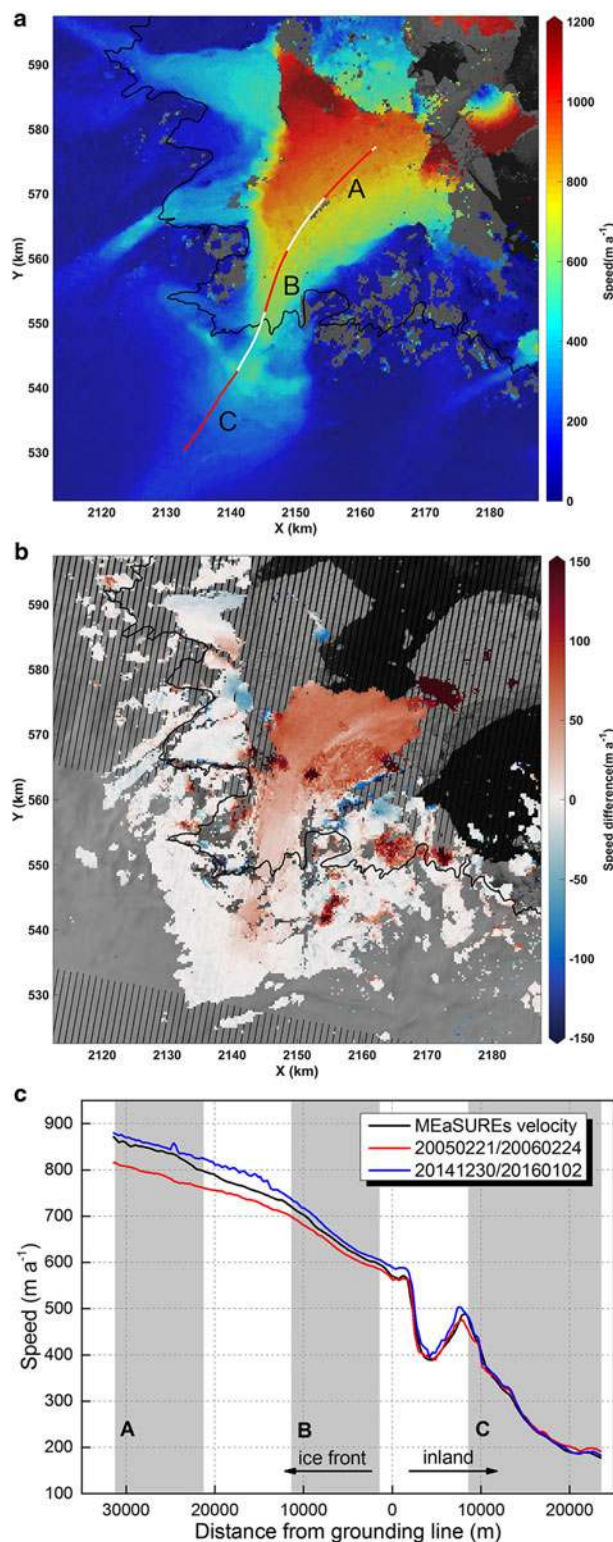 a
590
580
570
560
550
540
530
Y (km)
A
B
C
2120 2130 2140 2150 2160 2170 2180
X (km)
1200
1000
800
600
400
200
0
Speed(m a⁻¹)
b
590
580
570
560
550
540
530
Y (km)
2120 2130 2140 2150 2160 2170 2180
X (km)
150
100
50
0
-50
-100
-150
Speed difference(m a⁻¹)
c
900
800
700
600
500
400
300
200
100
Speed (m a⁻¹)
MEaSUREs velocity
20050221/20060224
20141230/20160102
A
B
C
ice front
inland
30000 20000 10000 0 10000 20000
Distance from grounding line (m)